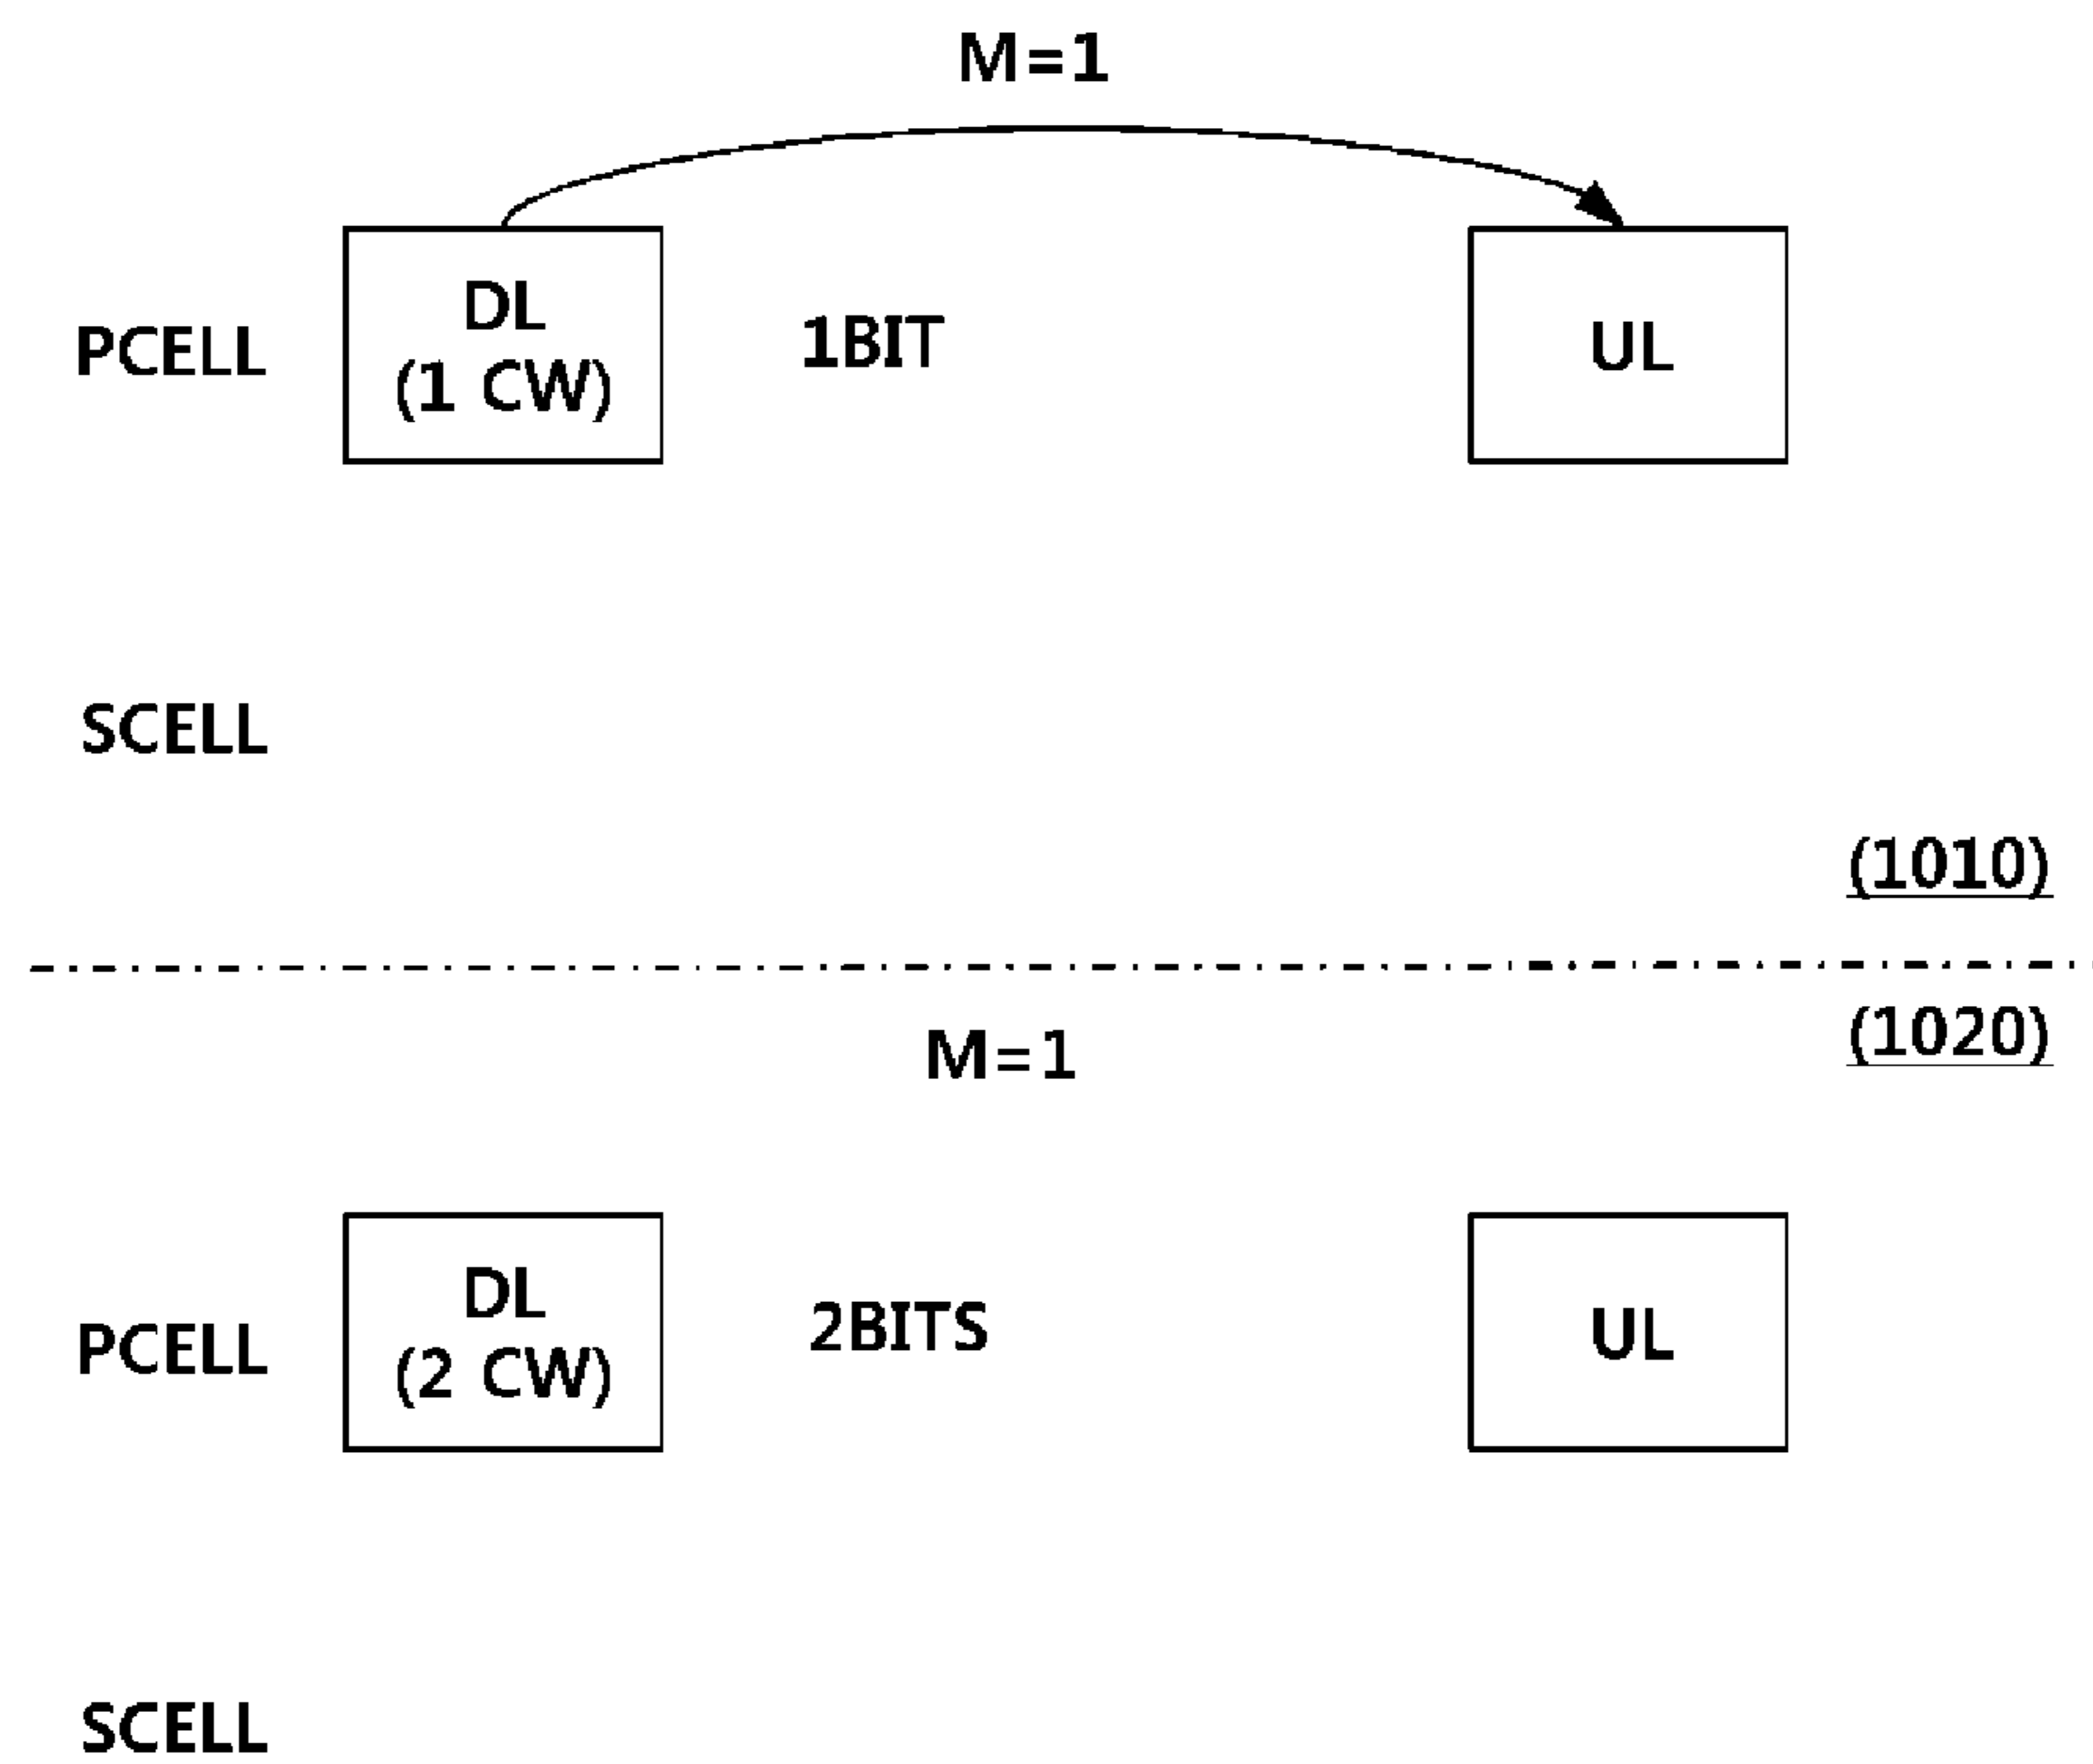 M=1
DL
(1 CW)
PCELL
1BIT
UL
SCELL
(1010)
(1020)
M=1
DL
(2 CW)
PCELL
2BITS
UL
SCELL